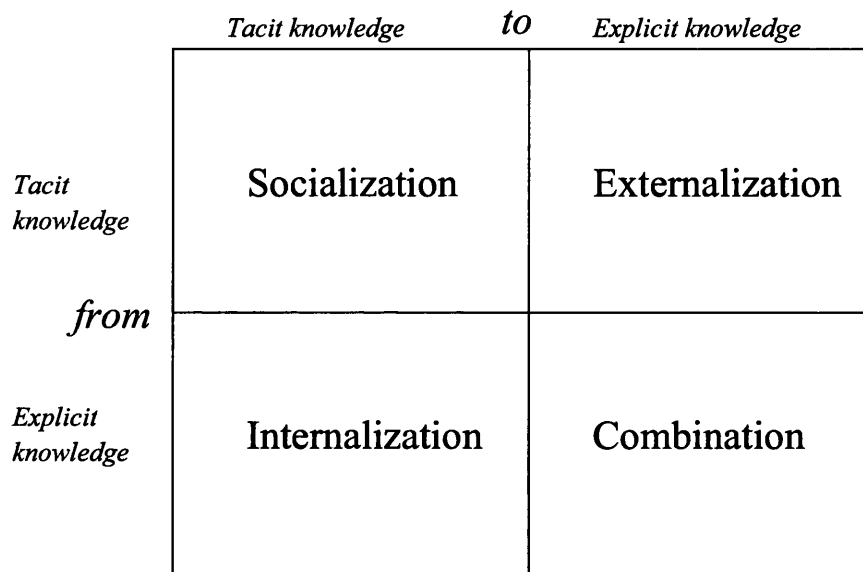 Tacit knowledge to Explicit knowledge
Tacit
knowledge
Socialization Externalization
from
Explicit
knowledge
Internalization Combination